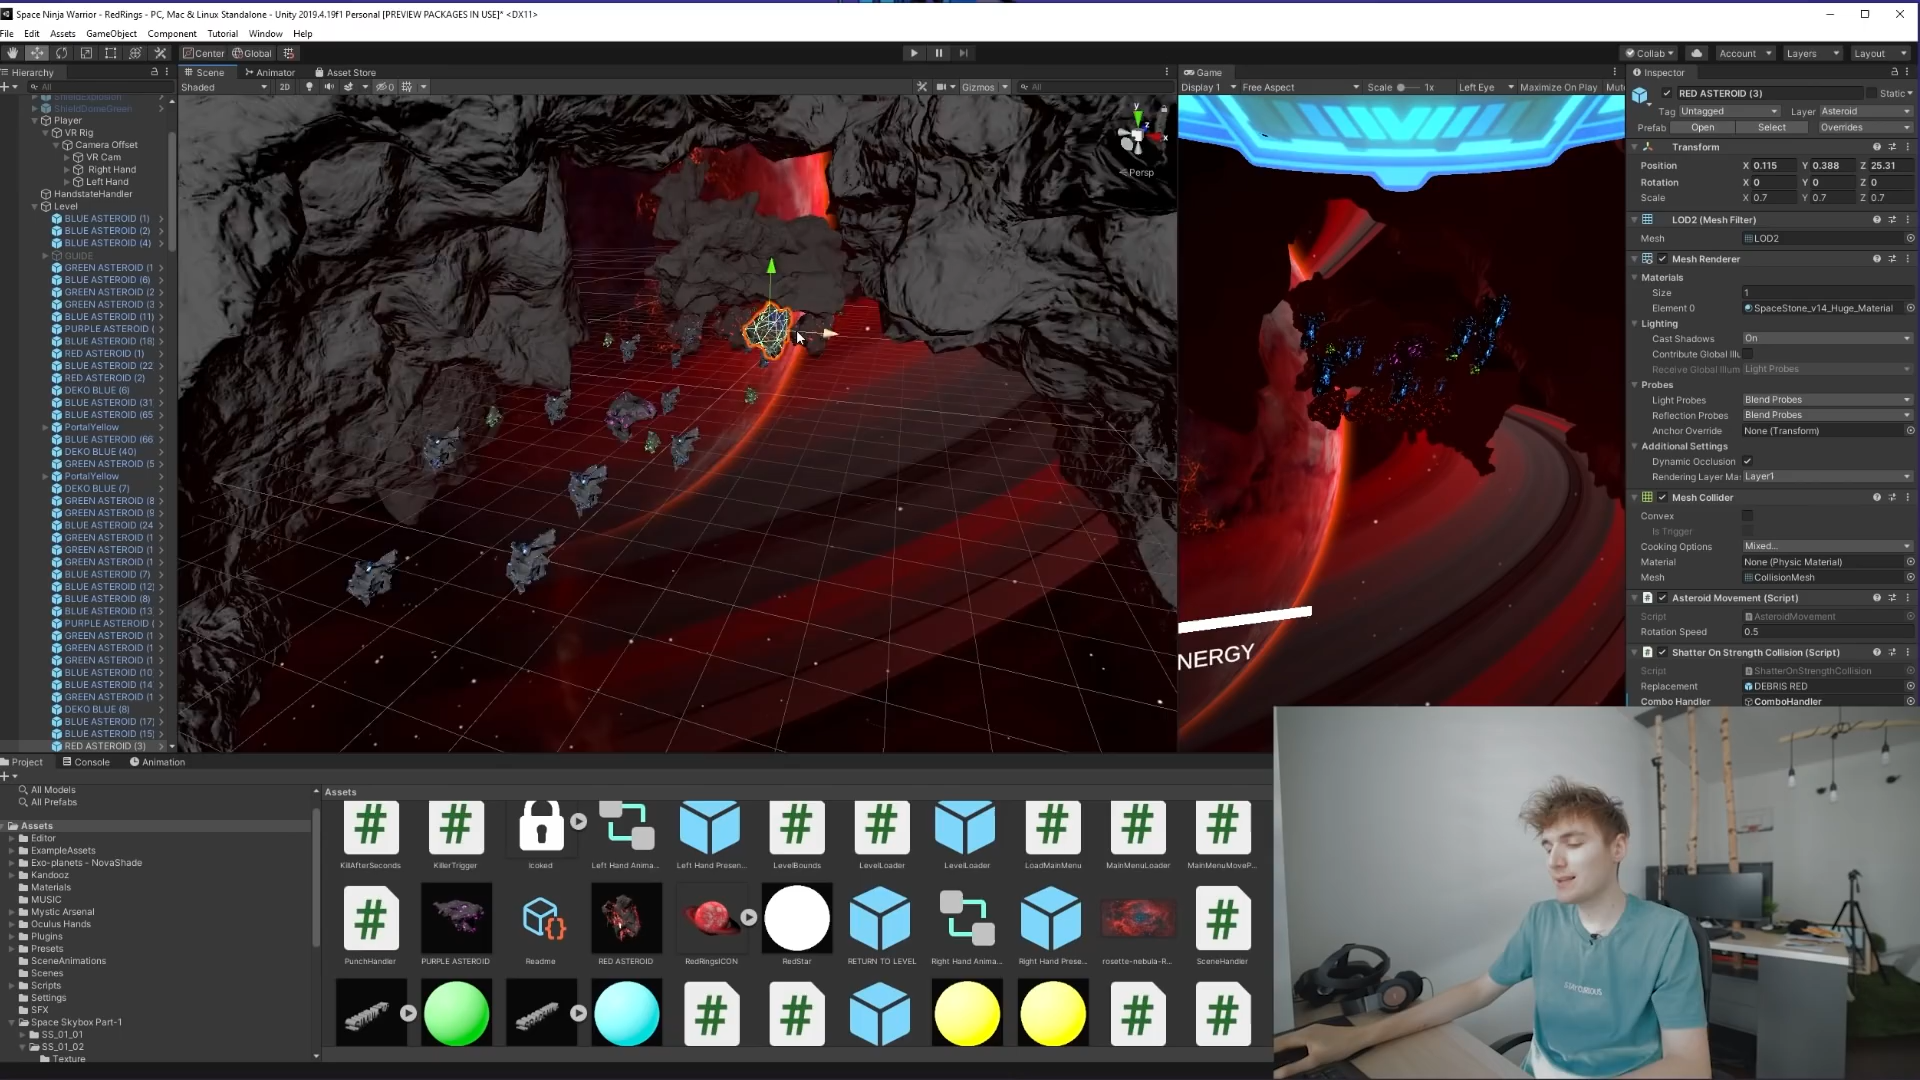 Space Ninja Warrior - RedRings - PC, Mac & Linux Standalone - Unity 2019.4.19f1 Personal [PREVIEW PACKAGES IN USE]* <DX11>
File Edit Assets GameObject Component Tutorial Window Help
Center Global Collab Account Layers Layout
Hierarchy Scene Animator Asset Store Game Inspector
All Shaded 2D 0 Gizmos All Display 1 Free Aspect Scale 1x Left Eye Maximize On Play Mut
ShieldExplosion
ShieldDomeGreen
Player
VR Rig
Camera Offset
VR Cam
Right Hand
Left Hand
HandstateHandler
Level
BLUE ASTEROID (1)
BLUE ASTEROID (2)
BLUE ASTEROID (4)
GUIDE
GREEN ASTEROID (1
BLUE ASTEROID (6)
GREEN ASTEROID (2
GREEN ASTEROID (3
BLUE ASTEROID (11)
PURPLE ASTEROID (
BLUE ASTEROID (18)
RED ASTEROID (1)
BLUE ASTEROID (22
RED ASTEROID (2)
DEKO BLUE (6)
BLUE ASTEROID (31
BLUE ASTEROID (65
PortalYellow
BLUE ASTEROID (66
DEKO BLUE (40)
GREEN ASTEROID (5
PortalYellow
DEKO BLUE (7)
GREEN ASTEROID (8
GREEN ASTEROID (9
BLUE ASTEROID (24
GREEN ASTEROID (1
GREEN ASTEROID (1
GREEN ASTEROID (1
BLUE ASTEROID (7)
BLUE ASTEROID (12)
BLUE ASTEROID (8)
BLUE ASTEROID (13
PURPLE ASTEROID (
GREEN ASTEROID (1
GREEN ASTEROID (1
GREEN ASTEROID (1
BLUE ASTEROID (10
BLUE ASTEROID (14
GREEN ASTEROID (1
DEKO BLUE (8)
BLUE ASTEROID (17)
BLUE ASTEROID (15)
RED ASTEROID (3)
y
z
x
Persp
NERGY
RED ASTEROID (3) Static
Tag Untagged Layer Asteroid
Prefab Open Select Overrides
Transform
Position X 0.115 Y 0.388 Z 25.31
Rotation X 0 Y 0 Z 0
Scale X 0.7 Y 0.7 Z 0.7
LOD2 (Mesh Filter)
Mesh LOD2
Mesh Renderer
Materials
Size 1
Element 0 SpaceStone_v14_Huge_Material
Lighting
Cast Shadows On
Contribute Global Illu
Receive Global Illum Light Probes
Probes
Light Probes Blend Probes
Reflection Probes Blend Probes
Anchor Override None (Transform)
Additional Settings
Dynamic Occlusion
Rendering Layer Ma: Layer1
Mesh Collider
Convex
Is Trigger
Cooking Options Mixed...
Material None (Physic Material)
Mesh CollisionMesh
Asteroid Movement (Script)
Script AsteroidMovement
Rotation Speed 0.5
Shatter On Strength Collision (Script)
Script ShatterOnStrengthCollision
Replacement DEBRIS RED
Combo Handler ComboHandler
Project Console Animation
All Models
All Prefabs
Assets
Editor
ExampleAssets
Exo-planets - NovaShade
Kandooz
Materials
MUSIC
Mystic Arsenal
Oculus Hands
Plugins
Presets
SceneAnimations
Scenes
Scripts
Settings
SFX
Space Skybox Part-1
SS_01_01
SS_01_02
Texture
Assets
KillAfterSeconds KillerTrigger lcoked Left Hand Anima... Left Hand Presen... LevelBounds LevelLoader LevelLoader LoadMainMenu MainMenuLoader MainMenuMoveP...
PunchHandler PURPLE ASTEROID Readme RED ASTEROID RedRingsICON RedStar RETURN TO LEVEL Right Hand Anima... Right Hand Prese... rosette-nebula-R... SceneHandler
STAY CURIOUS